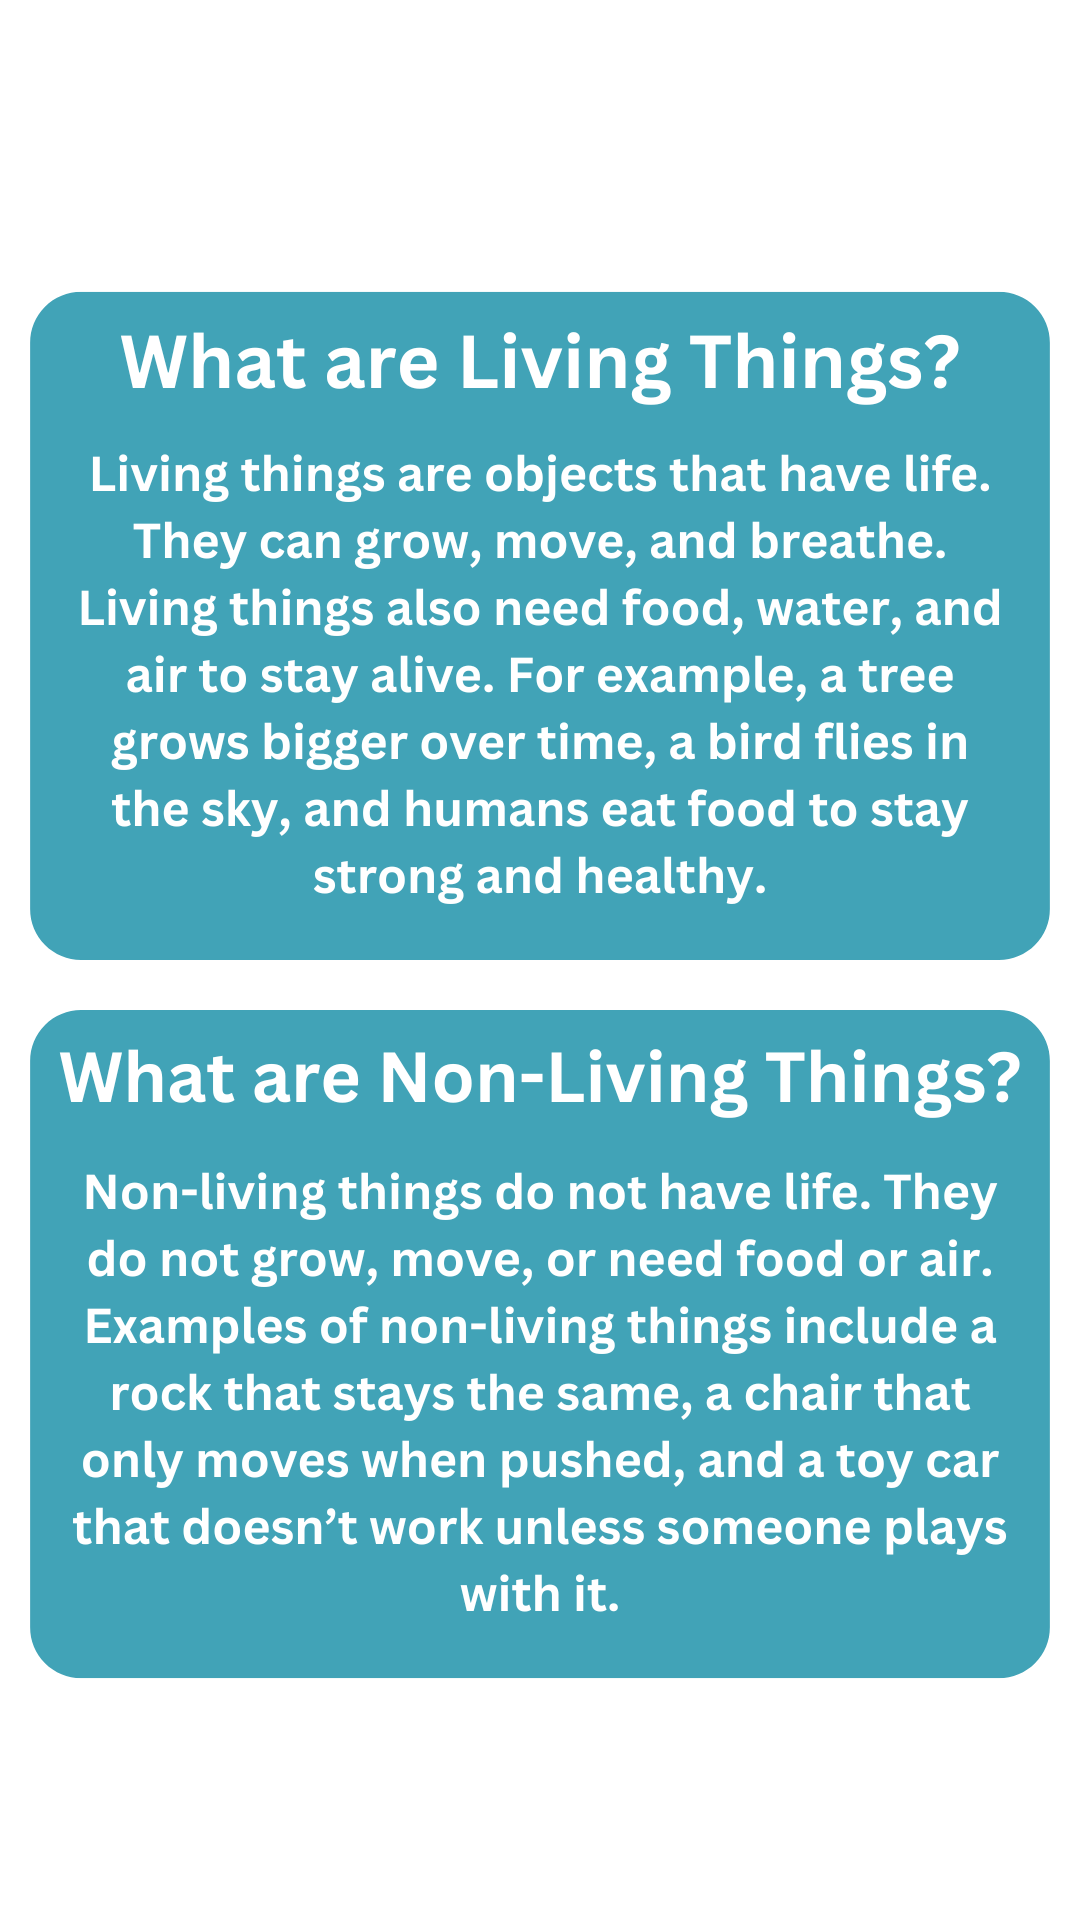 What are Living Things?
Living things are objects that have life.
They can grow, move, and breathe.
Living things also need food, water, and
air to stay alive. For example, a tree
grows bigger over time, a bird flies in
the sky, and humans eat food to stay
strong and healthy.
What are Non-Living Things?
Non-living things do not have life. They
do not grow, move, or need food or air.
Examples of non-living things include a
rock that stays the same, a chair that
only moves when pushed, and a toy car
that doesn’t work unless someone plays
with it.